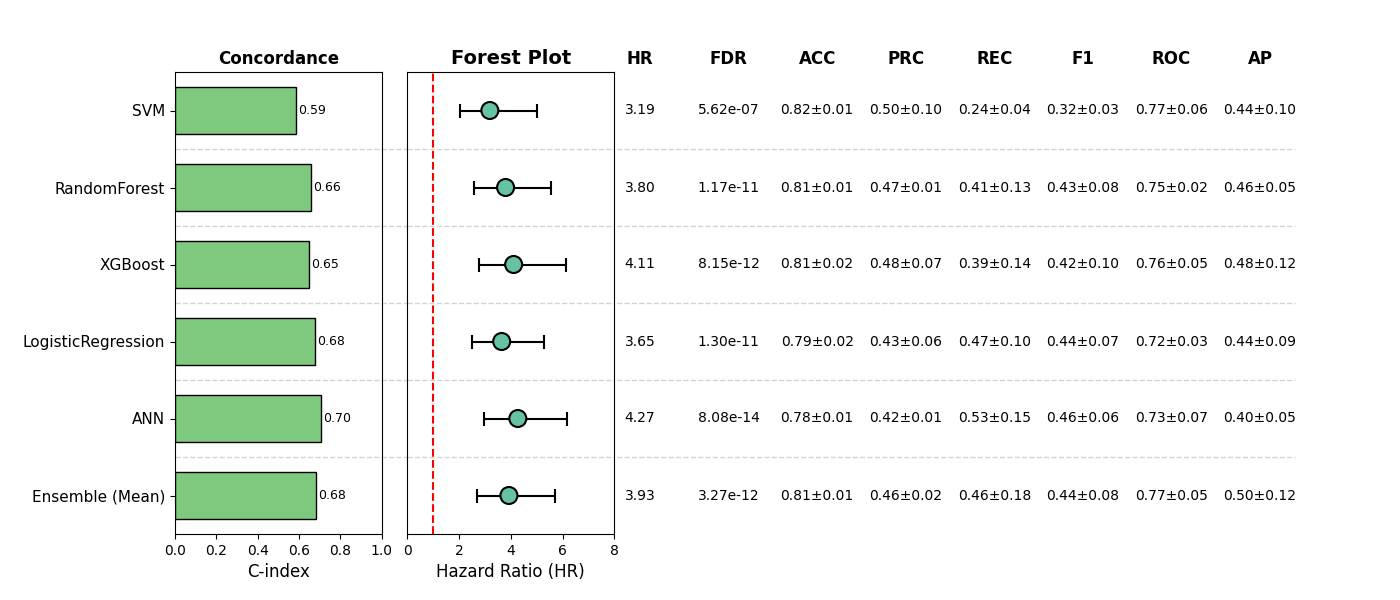 Concordance Forest Plot HR FDR ACC PRC REC F1 ROC AP
SVM 0.59 3.19 5.62e-07 0.82±0.01 0.50±0.10 0.24±0.04 0.32±0.03 0.77±0.06 0.44±0.10
RandomForest 0.66 3.80 1.17e-11 0.81±0.01 0.47±0.01 0.41±0.13 0.43±0.08 0.75±0.02 0.46±0.05
XGBoost 0.65 4.11 8.15e-12 0.81±0.02 0.48±0.07 0.39±0.14 0.42±0.10 0.76±0.05 0.48±0.12
LogisticRegression 0.68 3.65 1.30e-11 0.79±0.02 0.43±0.06 0.47±0.10 0.44±0.07 0.72±0.03 0.44±0.09
ANN 0.70 4.27 8.08e-14 0.78±0.01 0.42±0.01 0.53±0.15 0.46±0.06 0.73±0.07 0.40±0.05
Ensemble (Mean) 0.68 3.93 3.27e-12 0.81±0.01 0.46±0.02 0.46±0.18 0.44±0.08 0.77±0.05 0.50±0.12
0.0 0.2 0.4 0.6 0.8 1.0 0 2 4 6 8
C-index Hazard Ratio (HR)